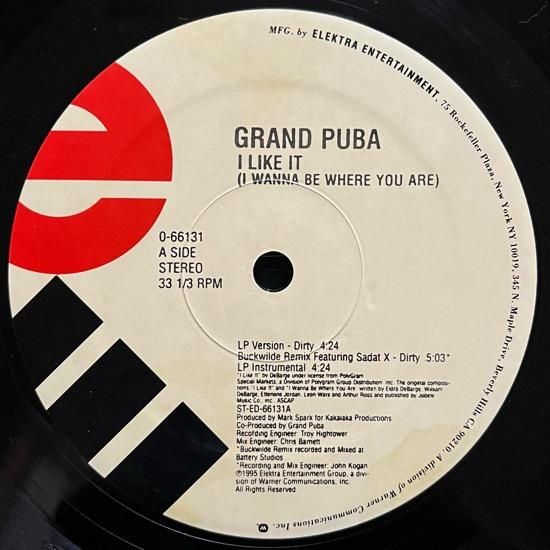 MFG. by ELEKTRA ENTERTAINMENT, 75 Rockefeller Plaza, New York NY 10019, 345 N. Maple Drive, Beverly Hills CA 90210. A division of Warner Communications Inc.
GRAND PUBA
I LIKE IT
(I WANNA BE WHERE YOU ARE)
0-66131
A SIDE
STEREO
33 1/3 RPM
LP Version - Dirty 4:24
Buckwilde Remix Featuring Sadat X - Dirty 5:03*
LP Instrumental 4:24
"I Like It" by DeBarge under license from PolyGram
Special Markets, a Division of Polygram Group Distribution, Inc. The original composi-
tions "I Like It" and "I Wanna Be Where You Are" written by Eldra DeBarge, William
DeBarge, Etterlene Jordan, Leon Ware and Arthur Ross and published by Jobete
Music Co., Inc., ASCAP
ST-ED-66131A
Produced by Mark Spark for Kakalaka Productions
Co-Produced by Grand Puba
Recording Engineer: Troy Hightower
Mix Engineer: Chris Barnett
*Buckwilde Remix recorded and Mixed at
Battery Studios
*Recording and Mix Engineer: John Kogan
℗1995 Elektra Entertainment Group, a divi-
sion of Warner Communications, Inc.
All Rights Reserved